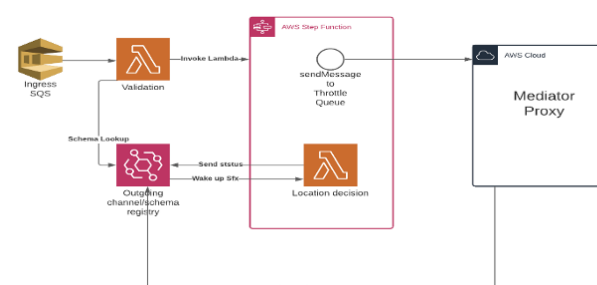 AWS Step Function
Ingress
SQS
Validation
Invoke Lambda
sendMessage
to
Throttle
Queue
AWS Cloud
Mediator
Proxy
Schema Lookup
Send ststus
Wake up Sfx
Outgoing
channel/schema
registry
Location decision